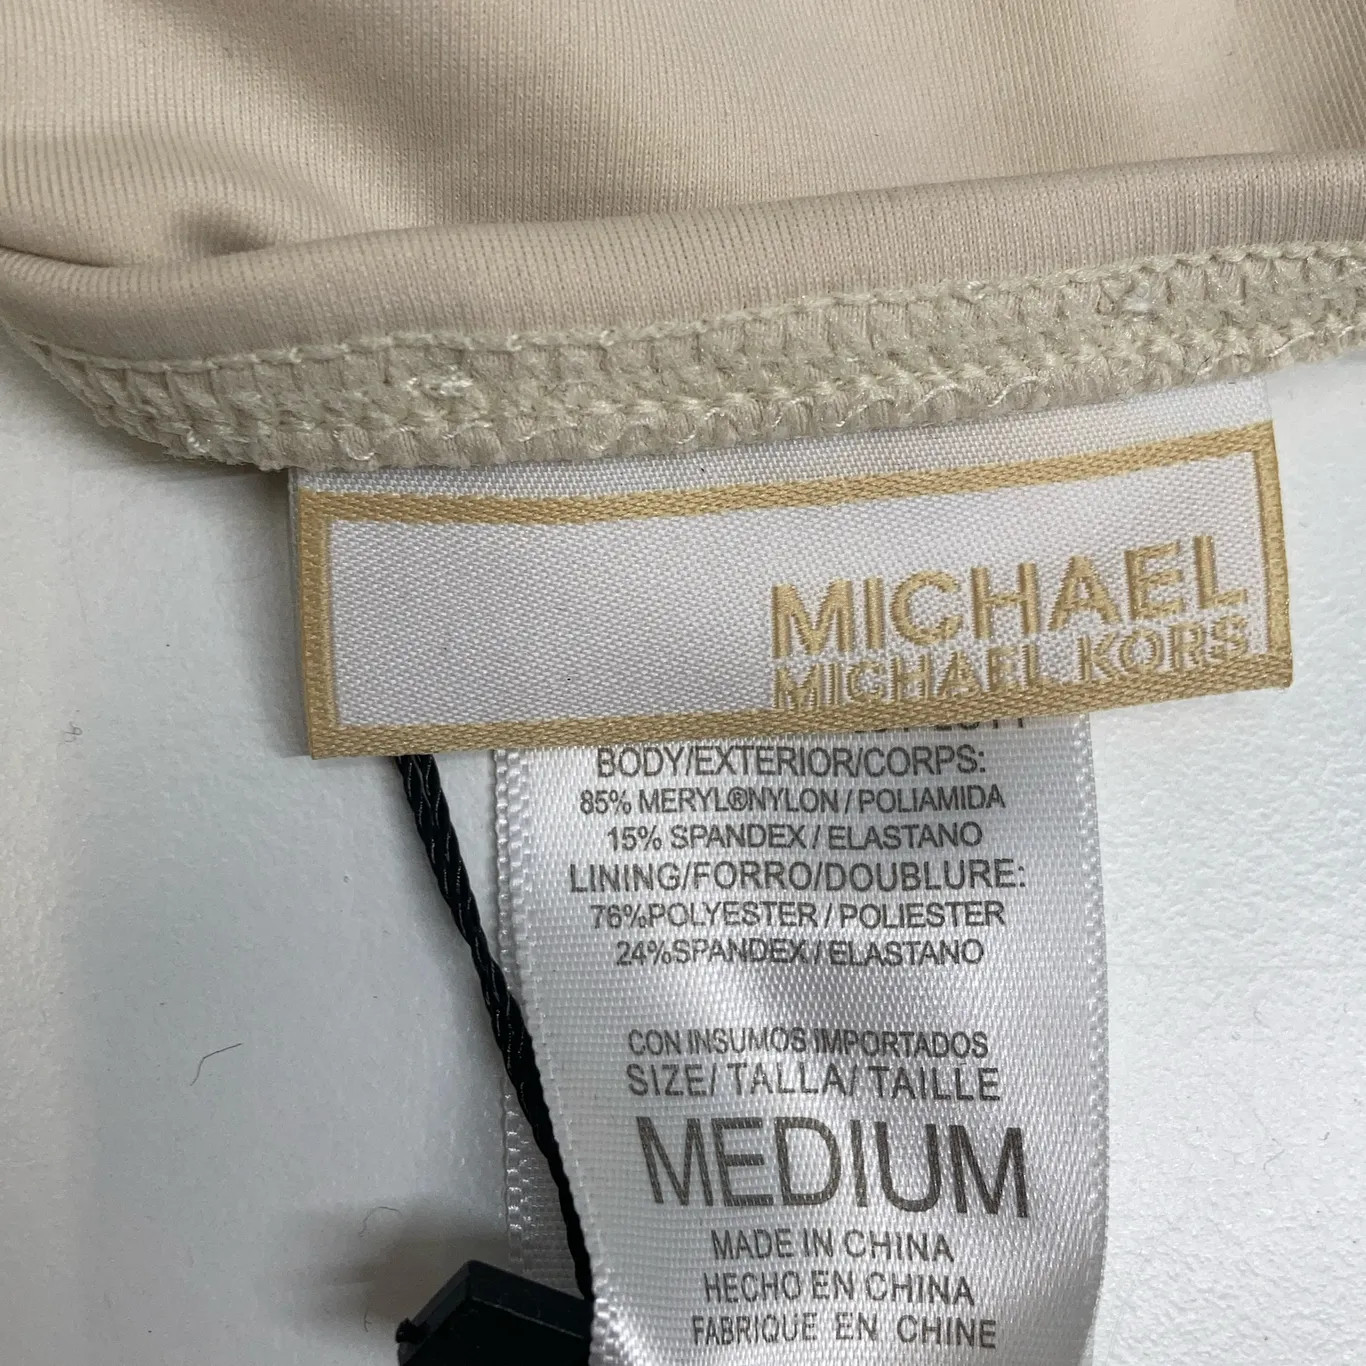 MICHAEL
MICHAEL KORS
BODY/EXTERIOR/CORPS:
85% MERYL®NYLON / POLIAMIDA
15% SPANDEX / ELASTANO
LINING/FORRO/DOUBLURE:
76%POLYESTER / POLIESTER
24%SPANDEX/ ELASTANO
CON INSUMOS IMPORTADOS
SIZE/ TALLA/ TAILLE
MEDIUM
MADE IN CHINA
HECHO EN CHINA
FABRIQUE EN CHINE